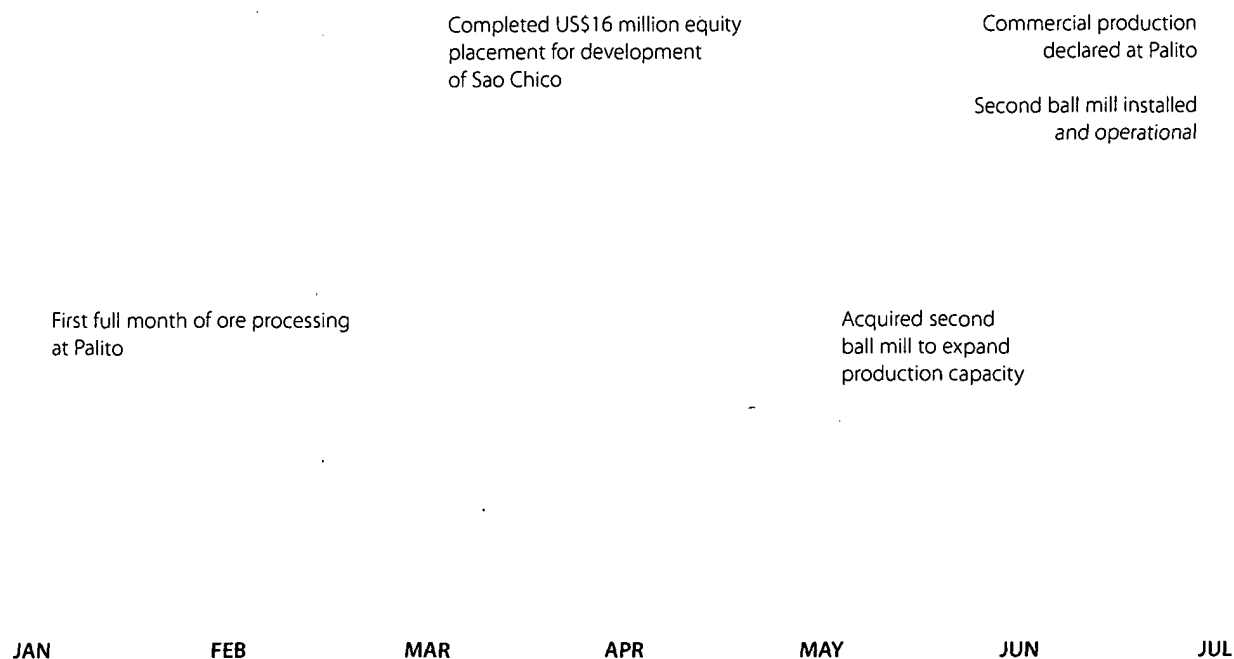 Completed US$16 million equity
placement for development
of Sao Chico
Commercial production
declared at Palito
Second ball mill installed
and operational
First full month of ore processing
at Palito
Acquired second
ball mill to expand
production capacity
JAN FEB MAR APR MAY JUN JUL